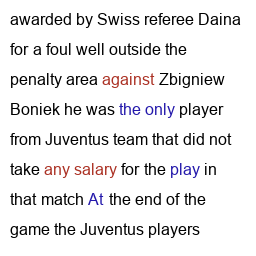 awarded by Swiss referee Daina
for a foul well outside the
penalty area against Zbigniew
Boniek he was the only player
from Juventus team that did not
take any salary for the play in
that match At the end of the
game the Juventus players